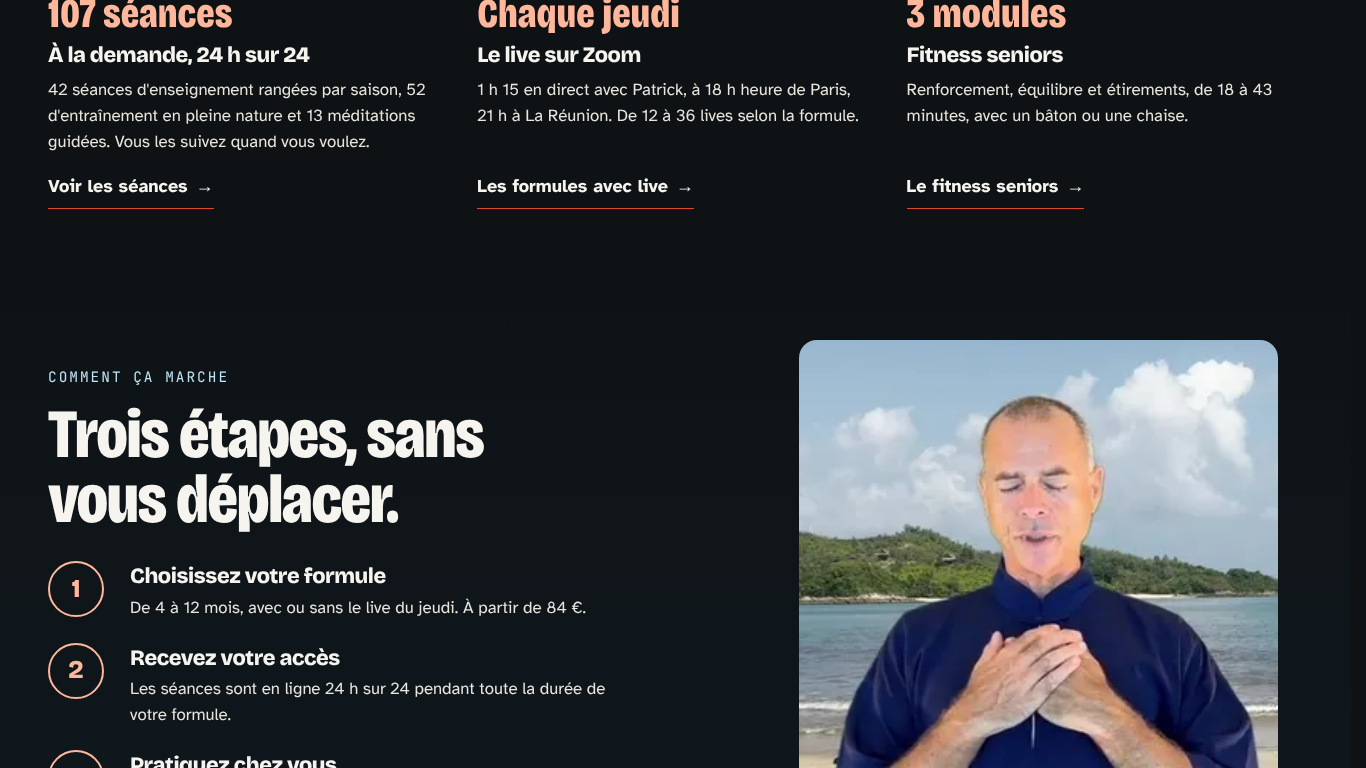 107 séances
À la demande, 24 h sur 24
42 séances d'enseignement rangées par saison, 52
d'entraînement en pleine nature et 13 méditations
guidées. Vous les suivez quand vous voulez.
Voir les séances →
Chaque jeudi
Le live sur Zoom
1 h 15 en direct avec Patrick, à 18 h heure de Paris,
21 h à La Réunion. De 12 à 36 lives selon la formule.
Les formules avec live →
3 modules
Fitness seniors
Renforcement, équilibre et étirements, de 18 à 43
minutes, avec un bâton ou une chaise.
Le fitness seniors →
COMMENT ÇA MARCHE
Trois étapes, sans
vous déplacer.
1
Choisissez votre formule
De 4 à 12 mois, avec ou sans le live du jeudi. À partir de 84 €.
2
Recevez votre accès
Les séances sont en ligne 24 h sur 24 pendant toute la durée de
votre formule.
Pratiquez chez vous